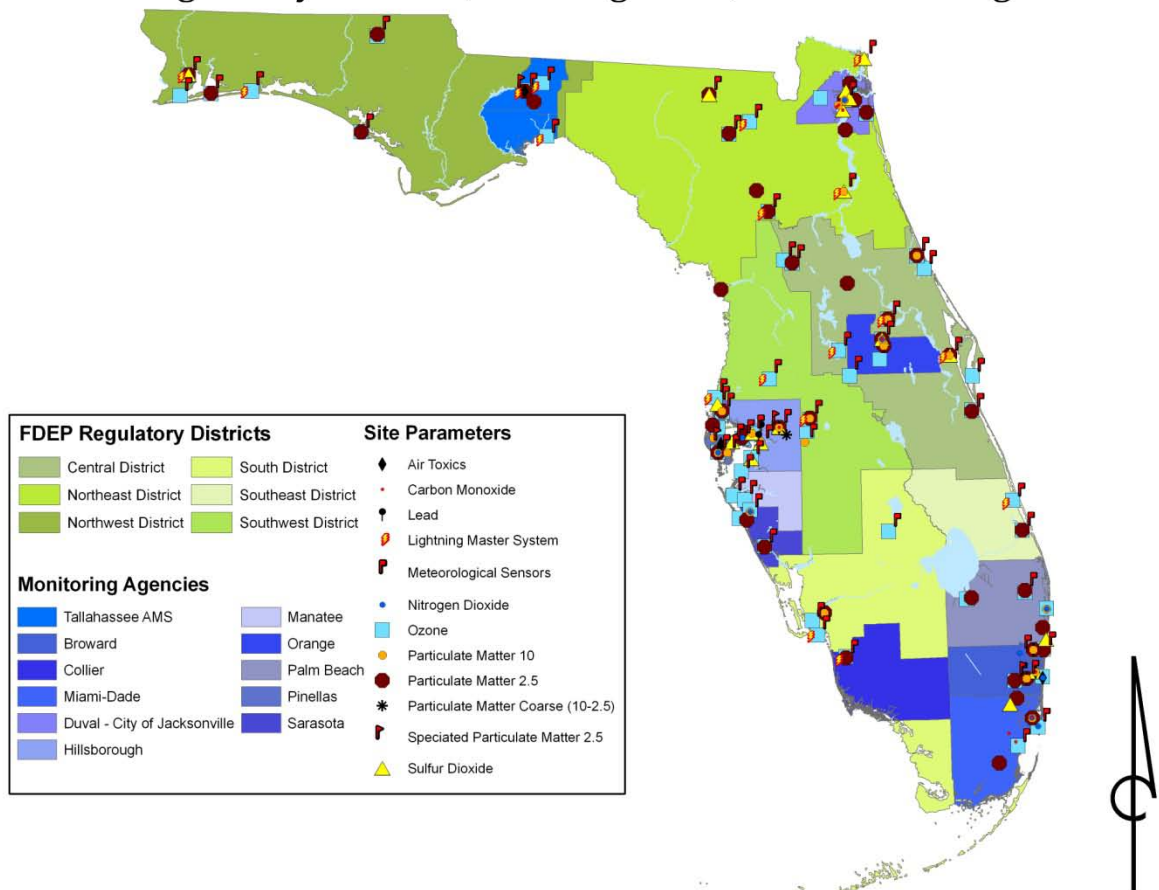 FDEP Regulatory Districts
Central District
Northeast District
Northwest District
South District
Southeast District
Southwest District
Monitoring Agencies
Tallahassee AMS
Broward
Collier
Miami-Dade
Duval - City of Jacksonville
Hillsborough
Manatee
Orange
Palm Beach
Pinellas
Sarasota
Site Parameters
Air Toxics
Carbon Monoxide
Lead
Lightning Master System
Meteorological Sensors
Nitrogen Dioxide
Ozone
Particulate Matter 10
Particulate Matter 2.5
Particulate Matter Coarse (10-2.5)
Speciated Particulate Matter 2.5
Sulfur Dioxide